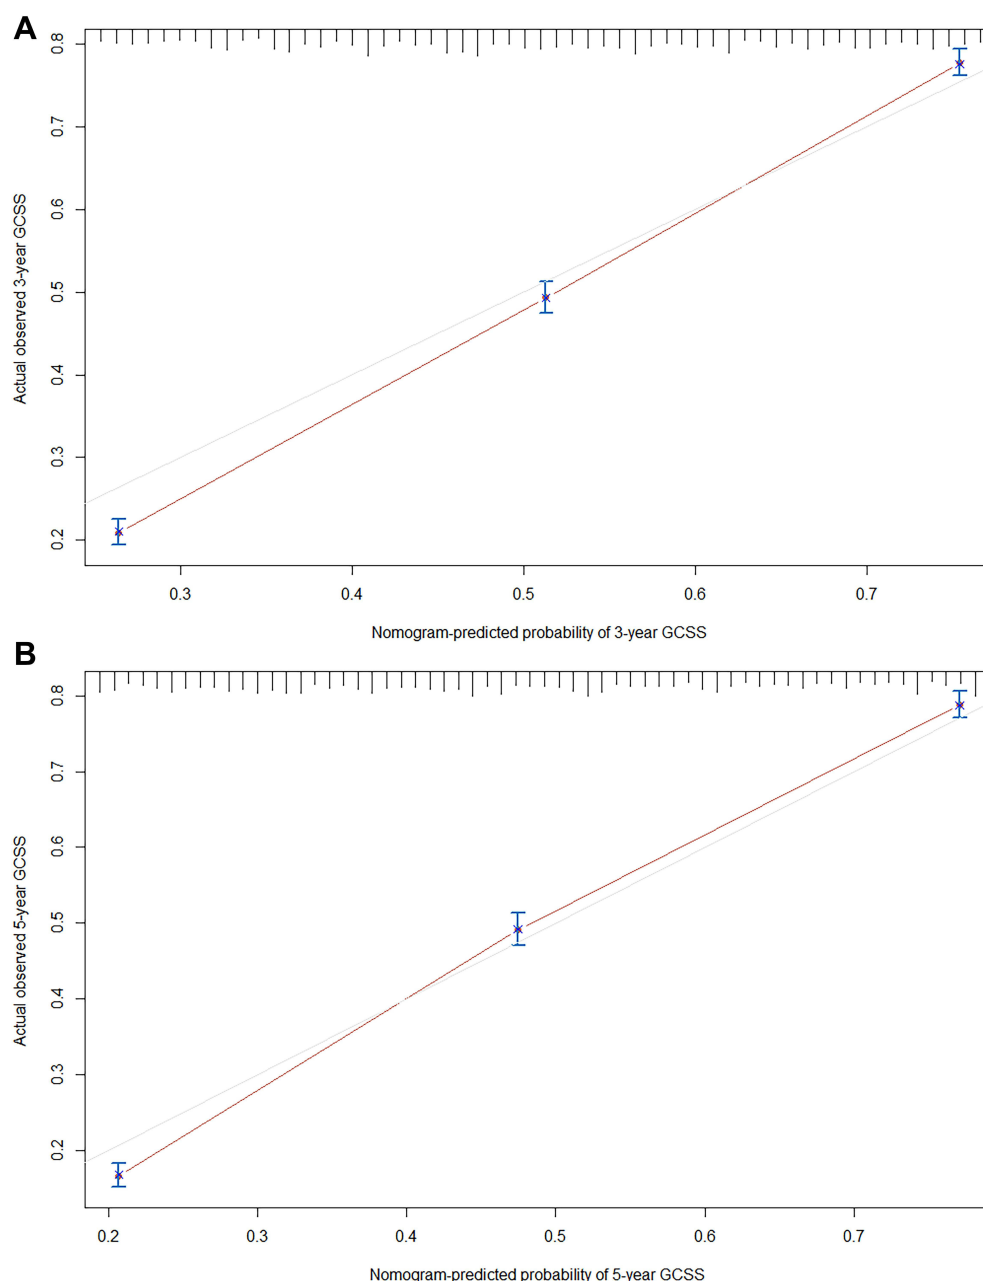 A
0.8
0.7
0.6
0.5
0.4
0.3
0.2
Actual observed 3-year GCSS
0.3 0.4 0.5 0.6 0.7
Nomogram-predicted probability of 3-year GCSS
B
0.8
0.7
0.6
0.5
0.4
0.3
0.2
Actual observed 5-year GCSS
0.2 0.3 0.4 0.5 0.6 0.7
Nomogram-predicted probability of 5-year GCSS